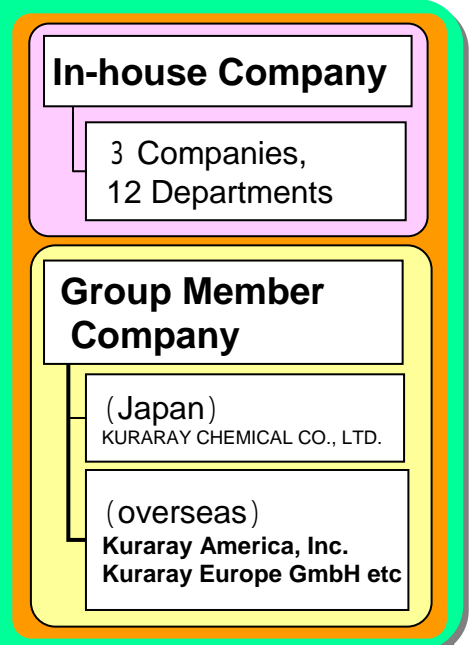 In-house Company
3 Companies,
12 Departments
Group Member
Company
(Japan)
KURARAY CHEMICAL CO., LTD.
(overseas)
Kuraray America, Inc.
Kuraray Europe GmbH etc